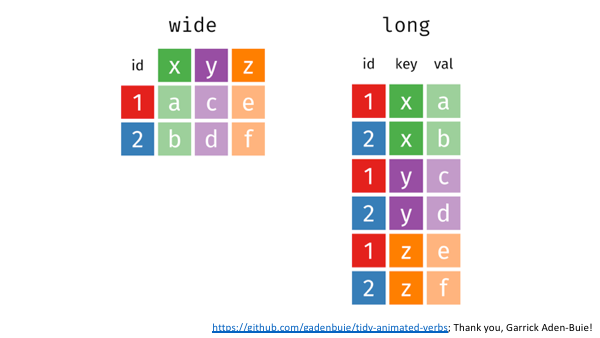 wide long
id x y z
1 a c e
2 b d f
id key val
1 x a
2 x b
1 y c
2 y d
1 z e
2 z f
https://github.com/gadenbuie/tidy-animated-verbs; Thank you, Garrick Aden-Buie!